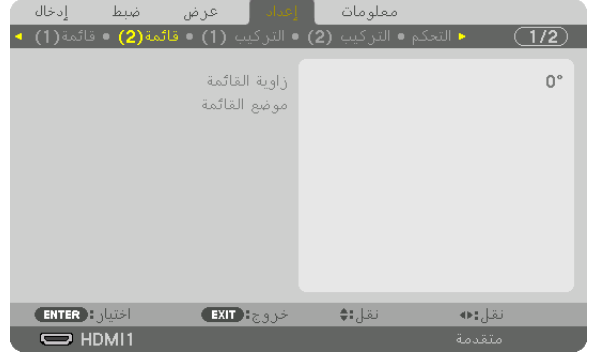 إدخال ضبط عرض إعداد معلومات
◄ قائمة(1) • قائمة(2) • التركيب (1) • التركيب (2) • التحكم ► 1/2
زاوية القائمة 0°
موضع القائمة
اختيار:ENTER خروج:EXIT نقل: نقل:
HDMI1 متقدمة